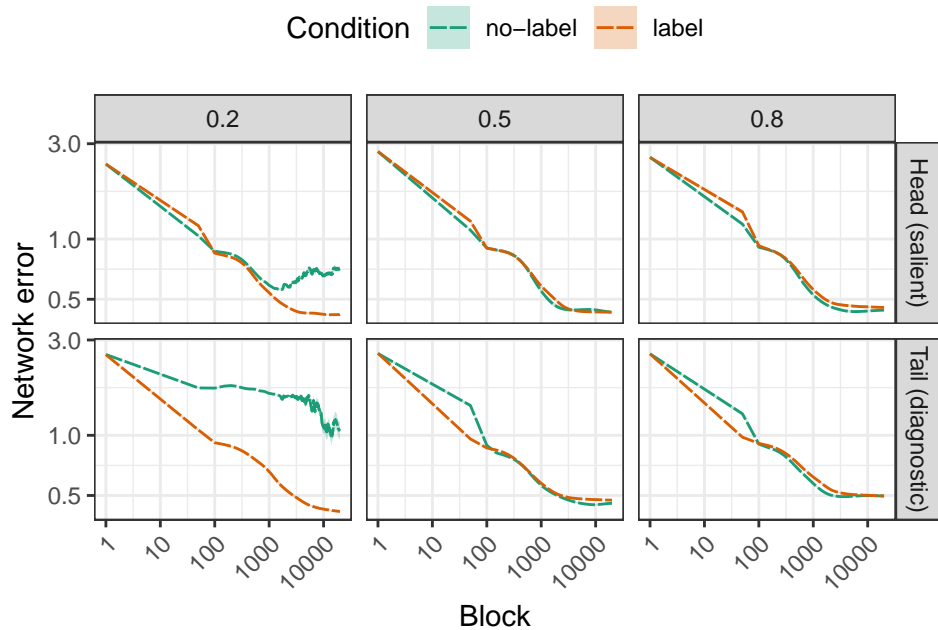 Condition no−label label
0.2 0.5 0.8
Network error
3.0
1.0
0.5
Head (salient)
3.0
1.0
0.5
Tail (diagnostic)
1 10 100 1000 10000 1 10 100 1000 10000 1 10 100 1000 10000
Block